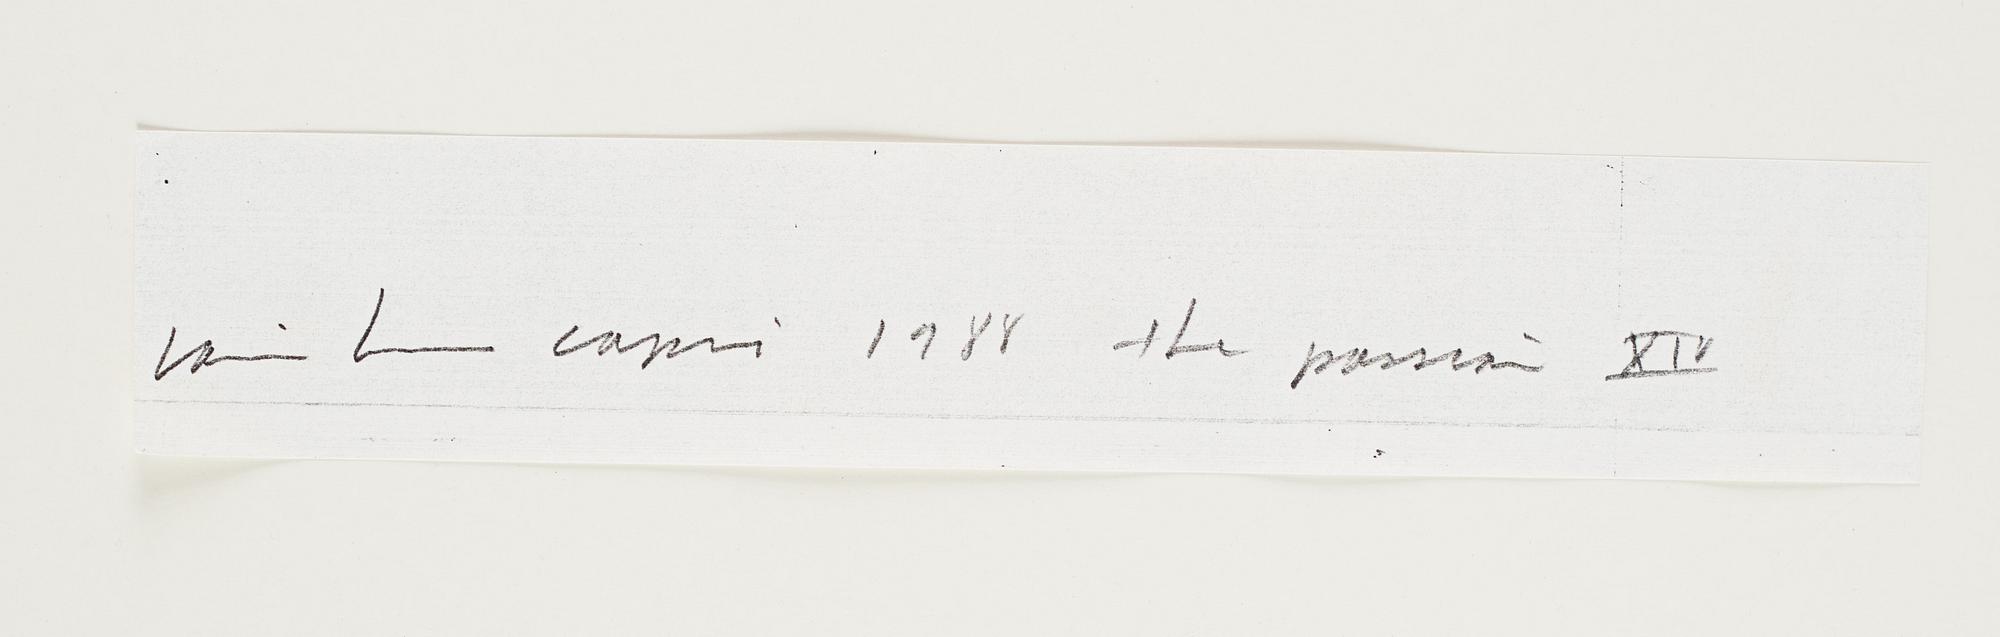 capri 1988 the passion XIV